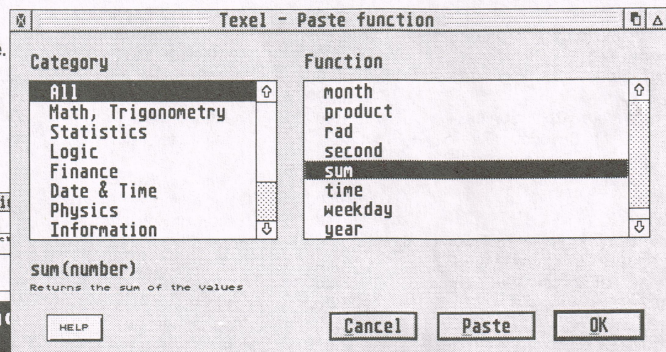 Texel - Paste function
Category
All
Math, Trigonometry
Statistics
Logic
Finance
Date & Time
Physics
Information
Function
month
product
rad
second
sum
time
weekday
year
sum(number)
Returns the sum of the values
HELP
Cancel
Paste
OK